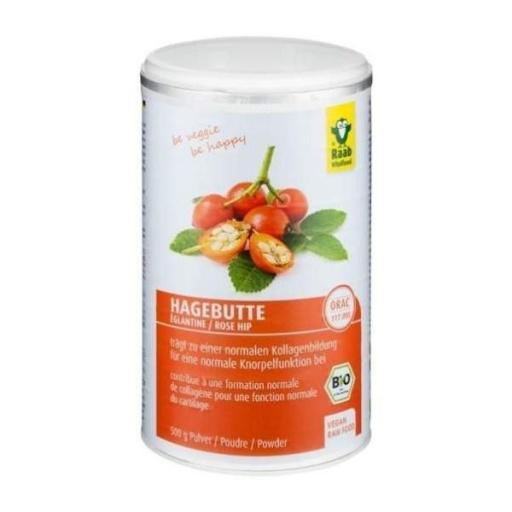 be veggie
be happy
Raab
Vitalfood
HAGEBUTTE
ÉGLANTINE / ROSE HIP
ORAC
trägt zu einer normalen Kollagenbildung
für eine normale Knorpelfunktion bei
contribue à une formation normale
de collagène pour une fonction normale
du cartilage.
BIO
VEGAN
RAW FOOD
500 g Pulver / Poudre / Powder